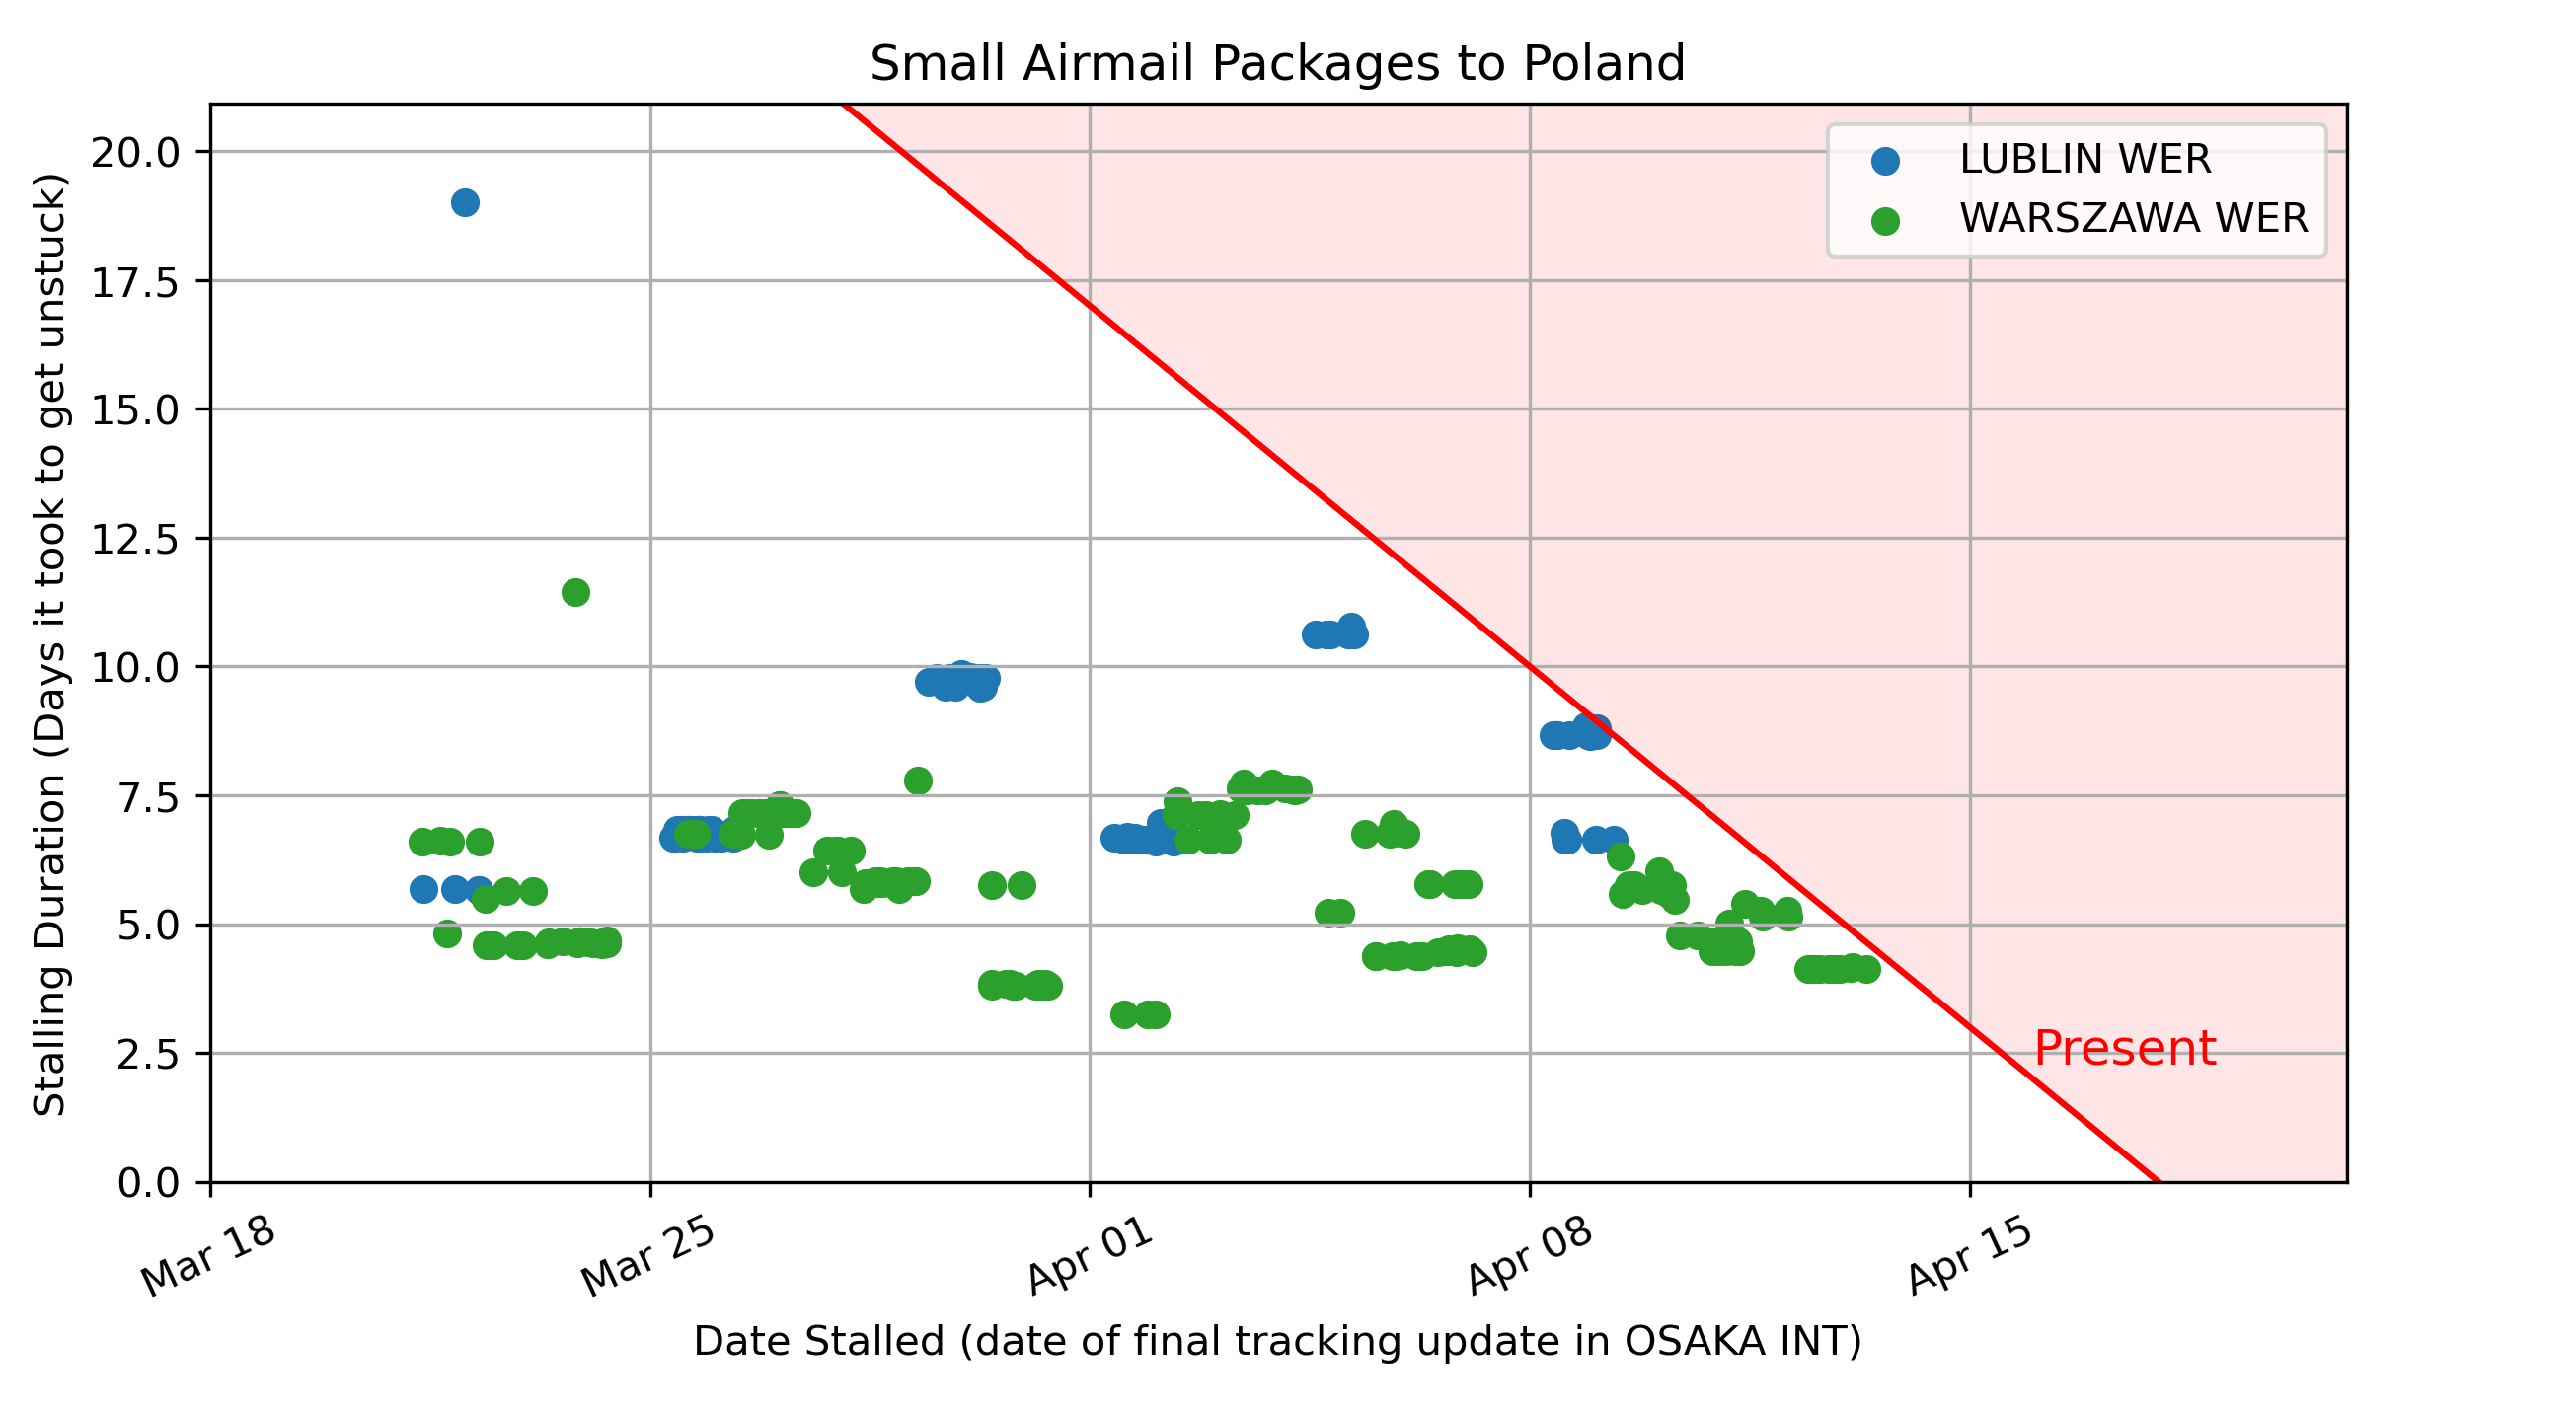 Small Airmail Packages to Poland
LUBLIN WER
WARSZAWA WER
Stalling Duration (Days it took to get unstuck)
20.0
17.5
15.0
12.5
10.0
7.5
5.0
2.5
0.0
Present
Mar 18
Mar 25
Apr 01
Apr 08
Apr 15
Date Stalled (date of final tracking update in OSAKA INT)